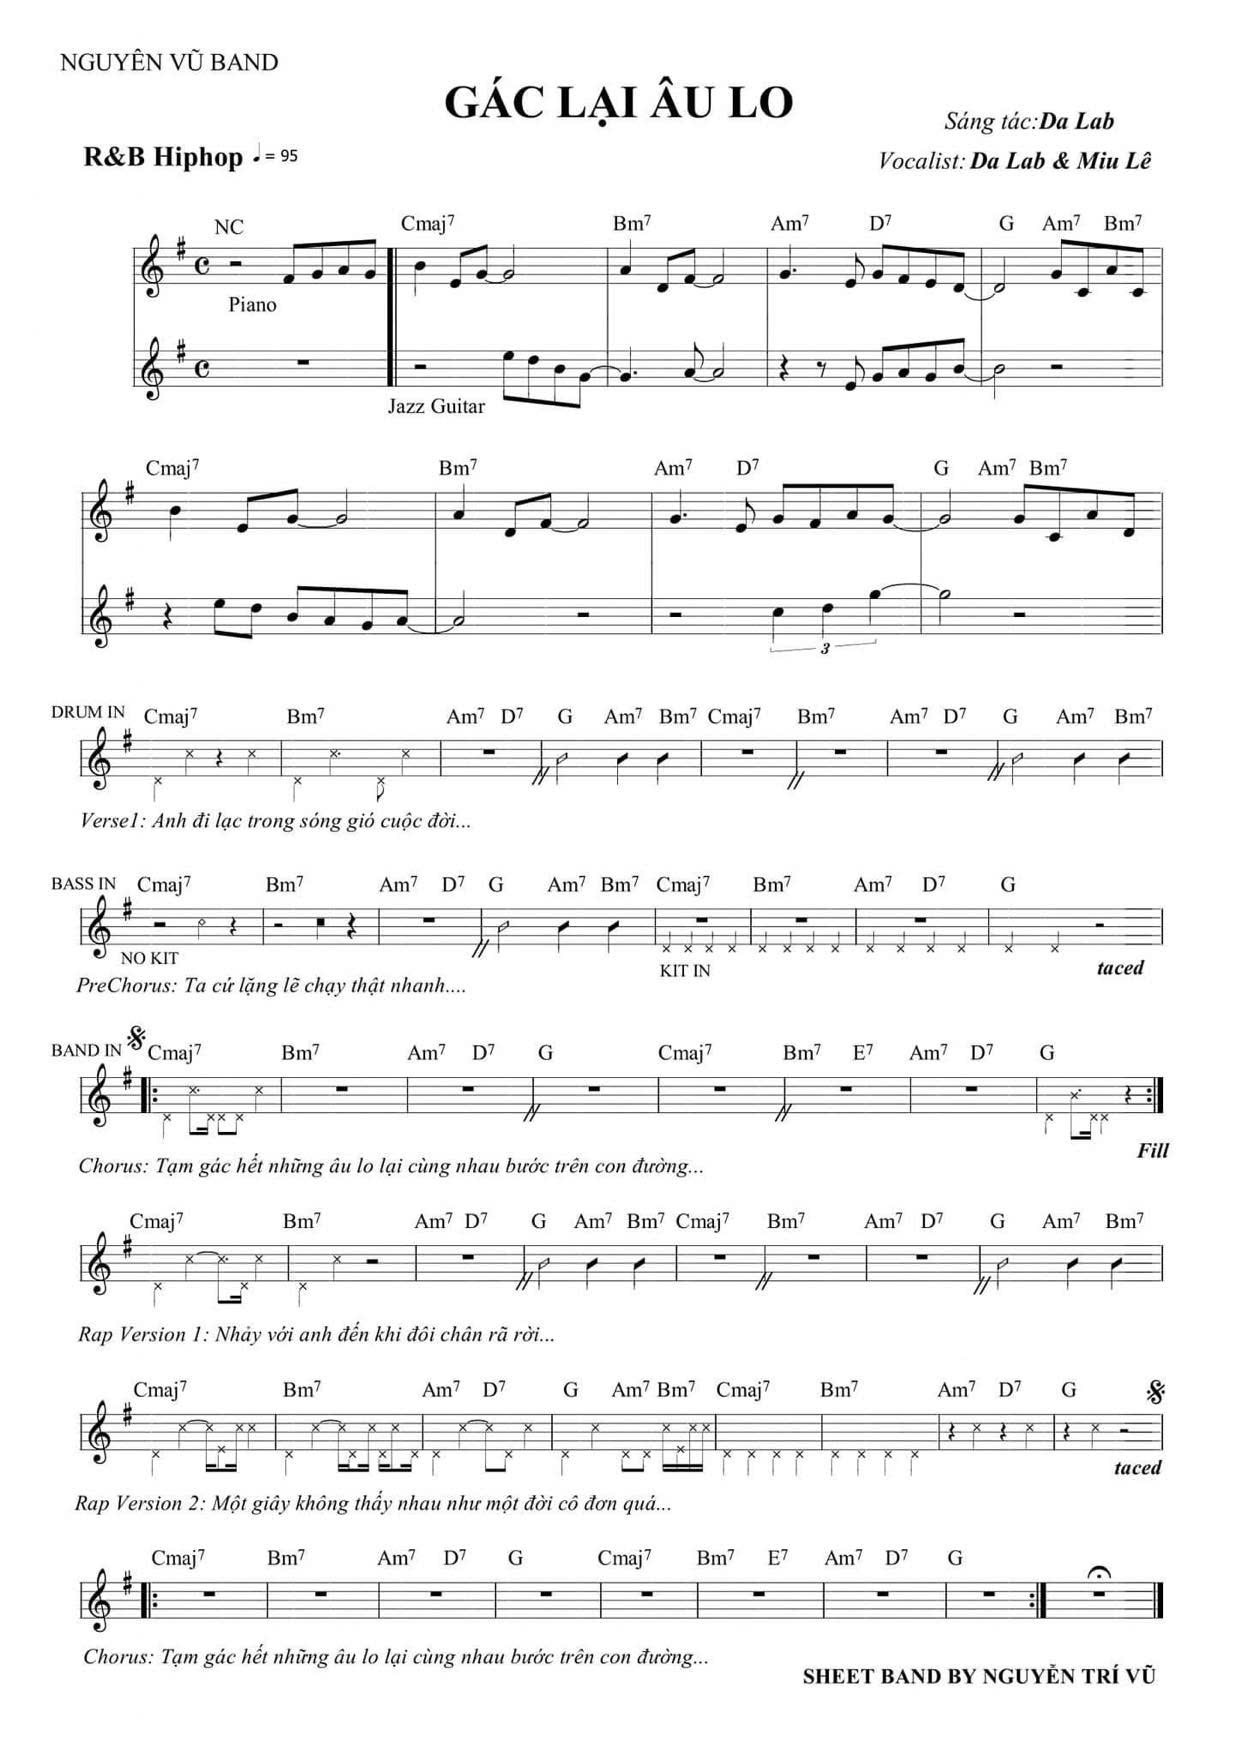 NGUYÊN VŨ BAND
GÁC LẠI ÂU LO
Sáng tác:Da Lab
R&B Hiphop ♩= 95
Vocalist: Da Lab & Miu Lê
NC Cmaj7 Bm7 Am7 D7 G Am7 Bm7
Piano
Jazz Guitar
Cmaj7 Bm7 Am7 D7 G Am7 Bm7
3
DRUM IN Cmaj7 Bm7 Am7 D7 G Am7 Bm7 Cmaj7 Bm7 Am7 D7 G Am7 Bm7
Verse1: Anh đi lạc trong sóng gió cuộc đời...
BASS IN Cmaj7 Bm7 Am7 D7 G Am7 Bm7 Cmaj7 Bm7 Am7 D7 G
NO KIT KIT IN taced
PreChorus: Ta cứ lặng lẽ chạy thật nhanh....
BAND IN Cmaj7 Bm7 Am7 D7 G Cmaj7 Bm7 E7 Am7 D7 G
Fill
Chorus: Tạm gác hết những âu lo lại cùng nhau bước trên con đường...
Cmaj7 Bm7 Am7 D7 G Am7 Bm7 Cmaj7 Bm7 Am7 D7 G Am7 Bm7
Rap Version 1: Nhảy với anh đến khi đôi chân rã rời...
Cmaj7 Bm7 Am7 D7 G Am7 Bm7 Cmaj7 Bm7 Am7 D7 G
taced
Rap Version 2: Một giây không thấy nhau như một đời cô đơn quá...
Cmaj7 Bm7 Am7 D7 G Cmaj7 Bm7 E7 Am7 D7 G
Chorus: Tạm gác hết những âu lo lại cùng nhau bước trên con đường...
SHEET BAND BY NGUYỄN TRÍ VŨ